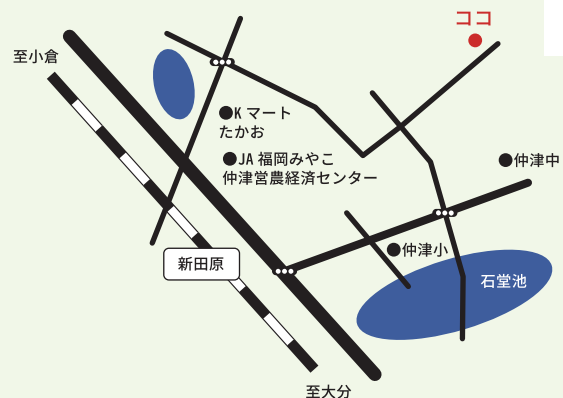 ココ
至小倉
●K マート
たかお
●JA 福岡みやこ
仲津営農経済センター
●仲津中
●仲津小
新田原
石堂池
至大分